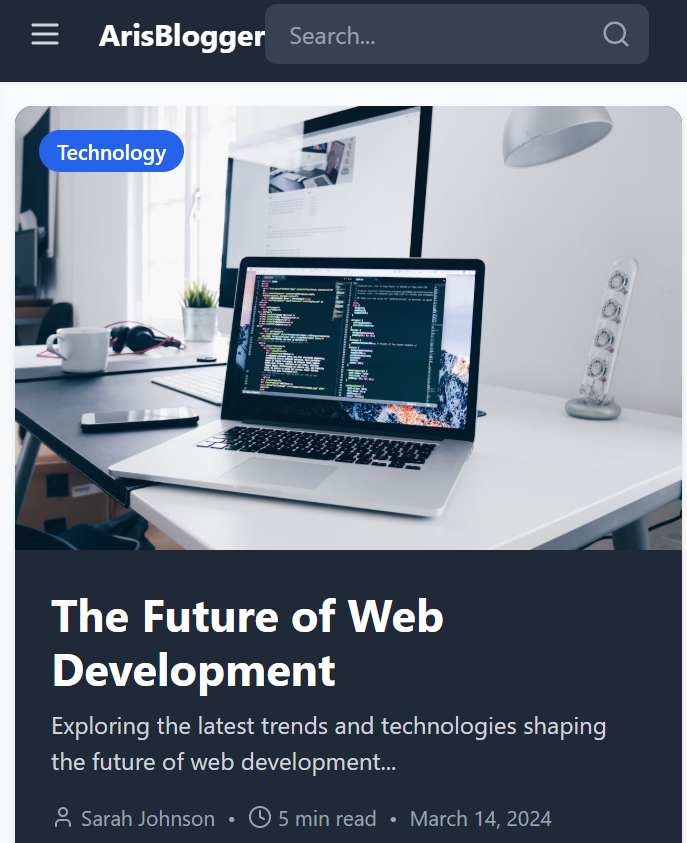 ArisBlogger
Search...
Technology
The Future of Web
Development
Exploring the latest trends and technologies shaping
the future of web development...
Sarah Johnson • 5 min read • March 14, 2024